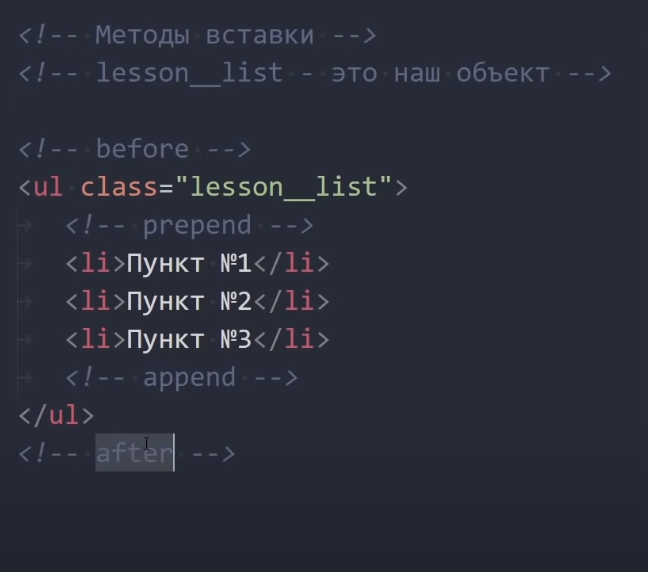 <!-- Методы вставки -->
<!-- lesson__list - это наш объект -->
<!-- before -->
<ul class="lesson__list">
<!-- prepend -->
<li>Пункт №1</li>
<li>Пункт №2</li>
<li>Пункт №3</li>
<!-- append -->
</ul>
<!-- after -->